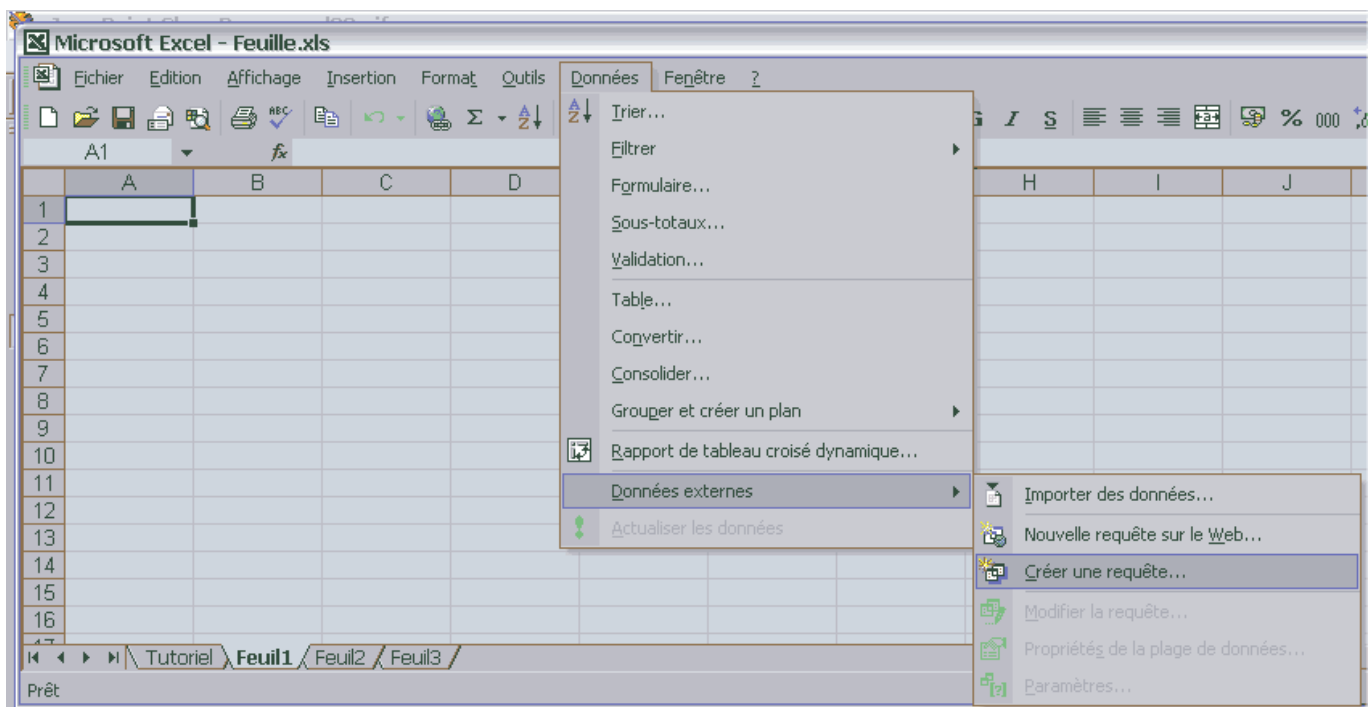 Microsoft Excel - Feuille.xls
Fichier Edition Affichage Insertion Format Outils Données Fenêtre ?
ABC Σ A Z I S % 000
A1 fx
A B C D H I J
1
2
3
4
5
6
7
8
9
10
11
12
13
14
15
16
17
A Z Trier...
Filtrer
Formulaire...
Sous-totaux...
Validation...
Table...
Convertir...
Consolider...
Grouper et créer un plan
Rapport de tableau croisé dynamique...
Données externes
Actualiser les données
Importer des données...
Nouvelle requête sur le Web...
Créer une requête...
Modifier la requête...
Propriétés de la plage de données...
Paramètres...
Tutoriel Feuil1 Feuil2 Feuil3
Prêt